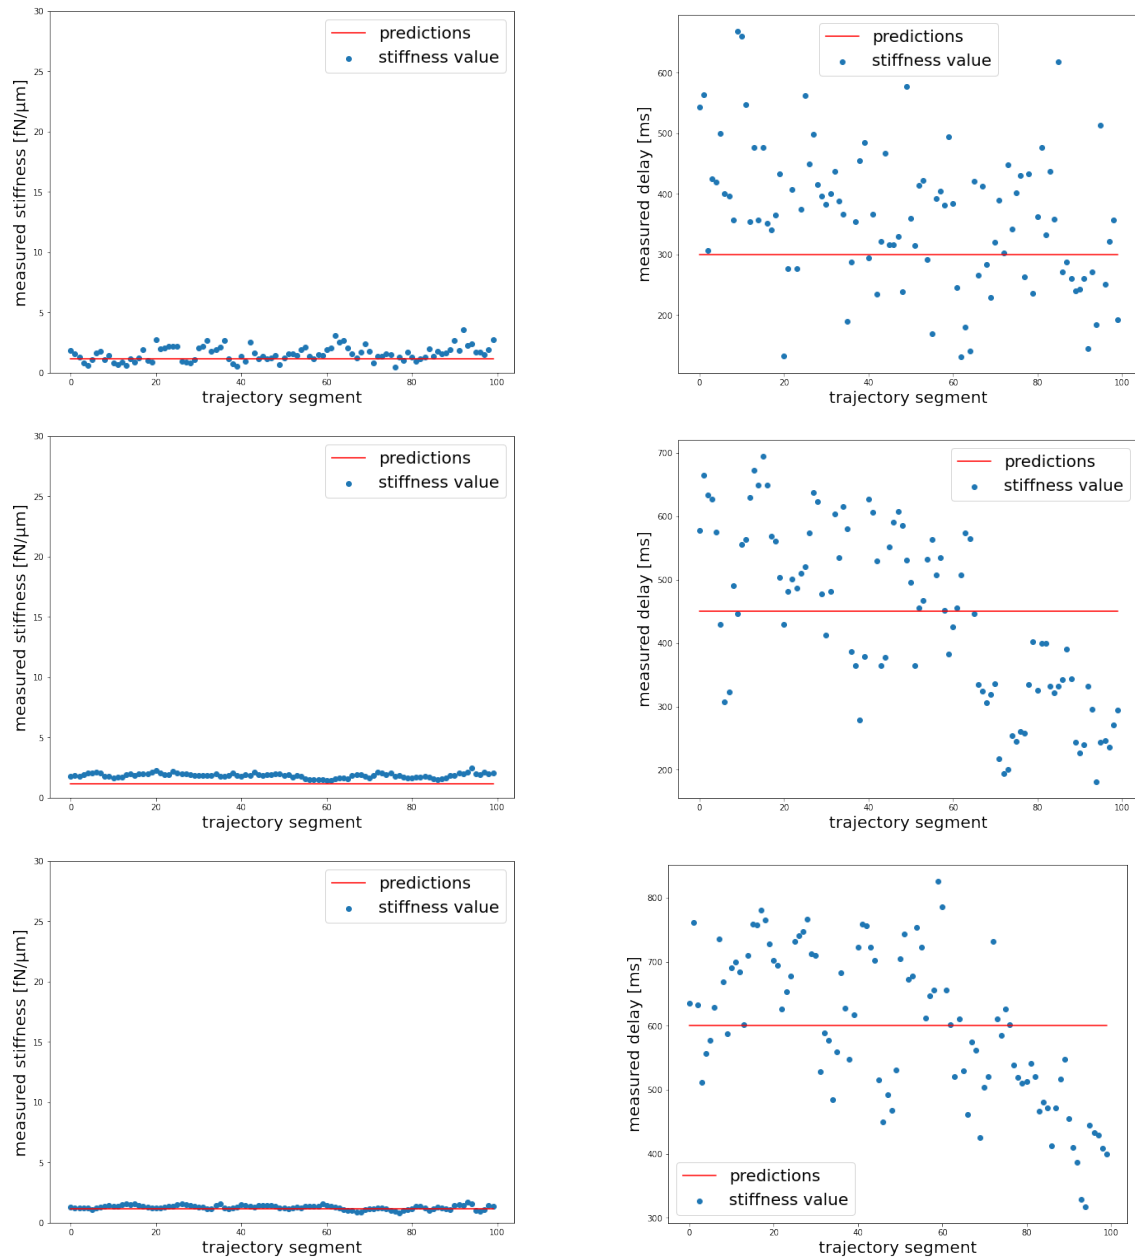 30
25
20
15
10
5
0
0 20 40 60 80 100
measured stiffness [fN/μm]
trajectory segment
predictions
stiffness value
600
500
400
300
200
0 20 40 60 80 100
measured delay [ms]
trajectory segment
predictions
stiffness value
30
25
20
15
10
5
0
0 20 40 60 80 100
measured stiffness [fN/μm]
trajectory segment
predictions
stiffness value
700
600
500
400
300
200
0 20 40 60 80 100
measured delay [ms]
trajectory segment
predictions
stiffness value
30
25
20
15
10
5
0
0 20 40 60 80 100
measured stiffness [fN/μm]
trajectory segment
predictions
stiffness value
800
700
600
500
400
300
0 20 40 60 80 100
measured delay [ms]
trajectory segment
predictions
stiffness value